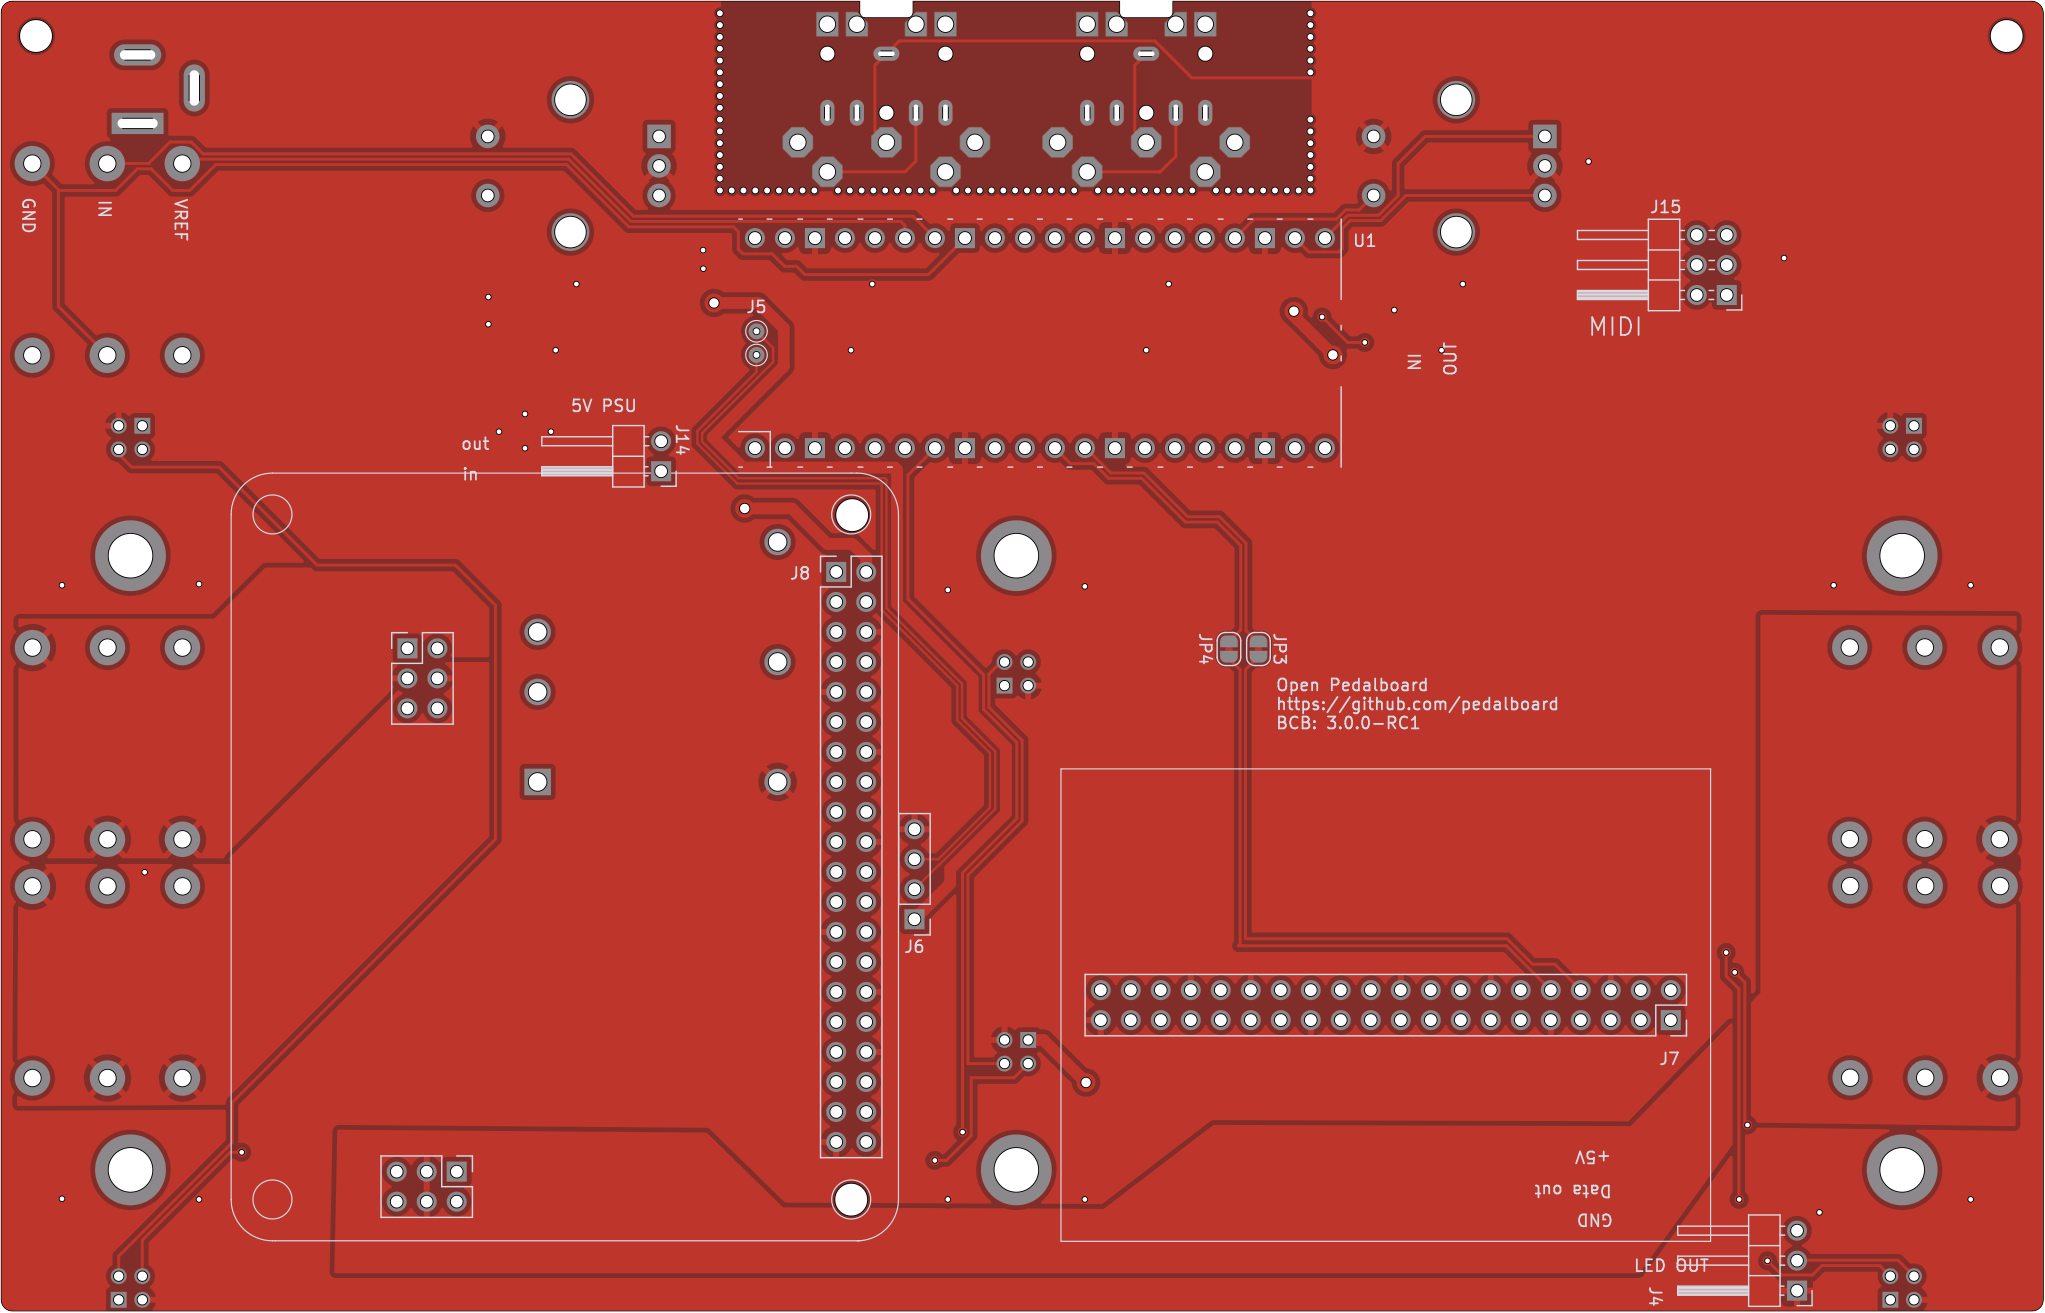 GND
IN
VREF
J15
U1
MIDI
J5
IN
OUT
5V PSU
out
in
J14
J8
JP4
JP3
Open Pedalboard
https://github.com/pedalboard
BCB: 3.0.0-RC1
J6
J7
+5V
Data out
GND
LED OUT
J4